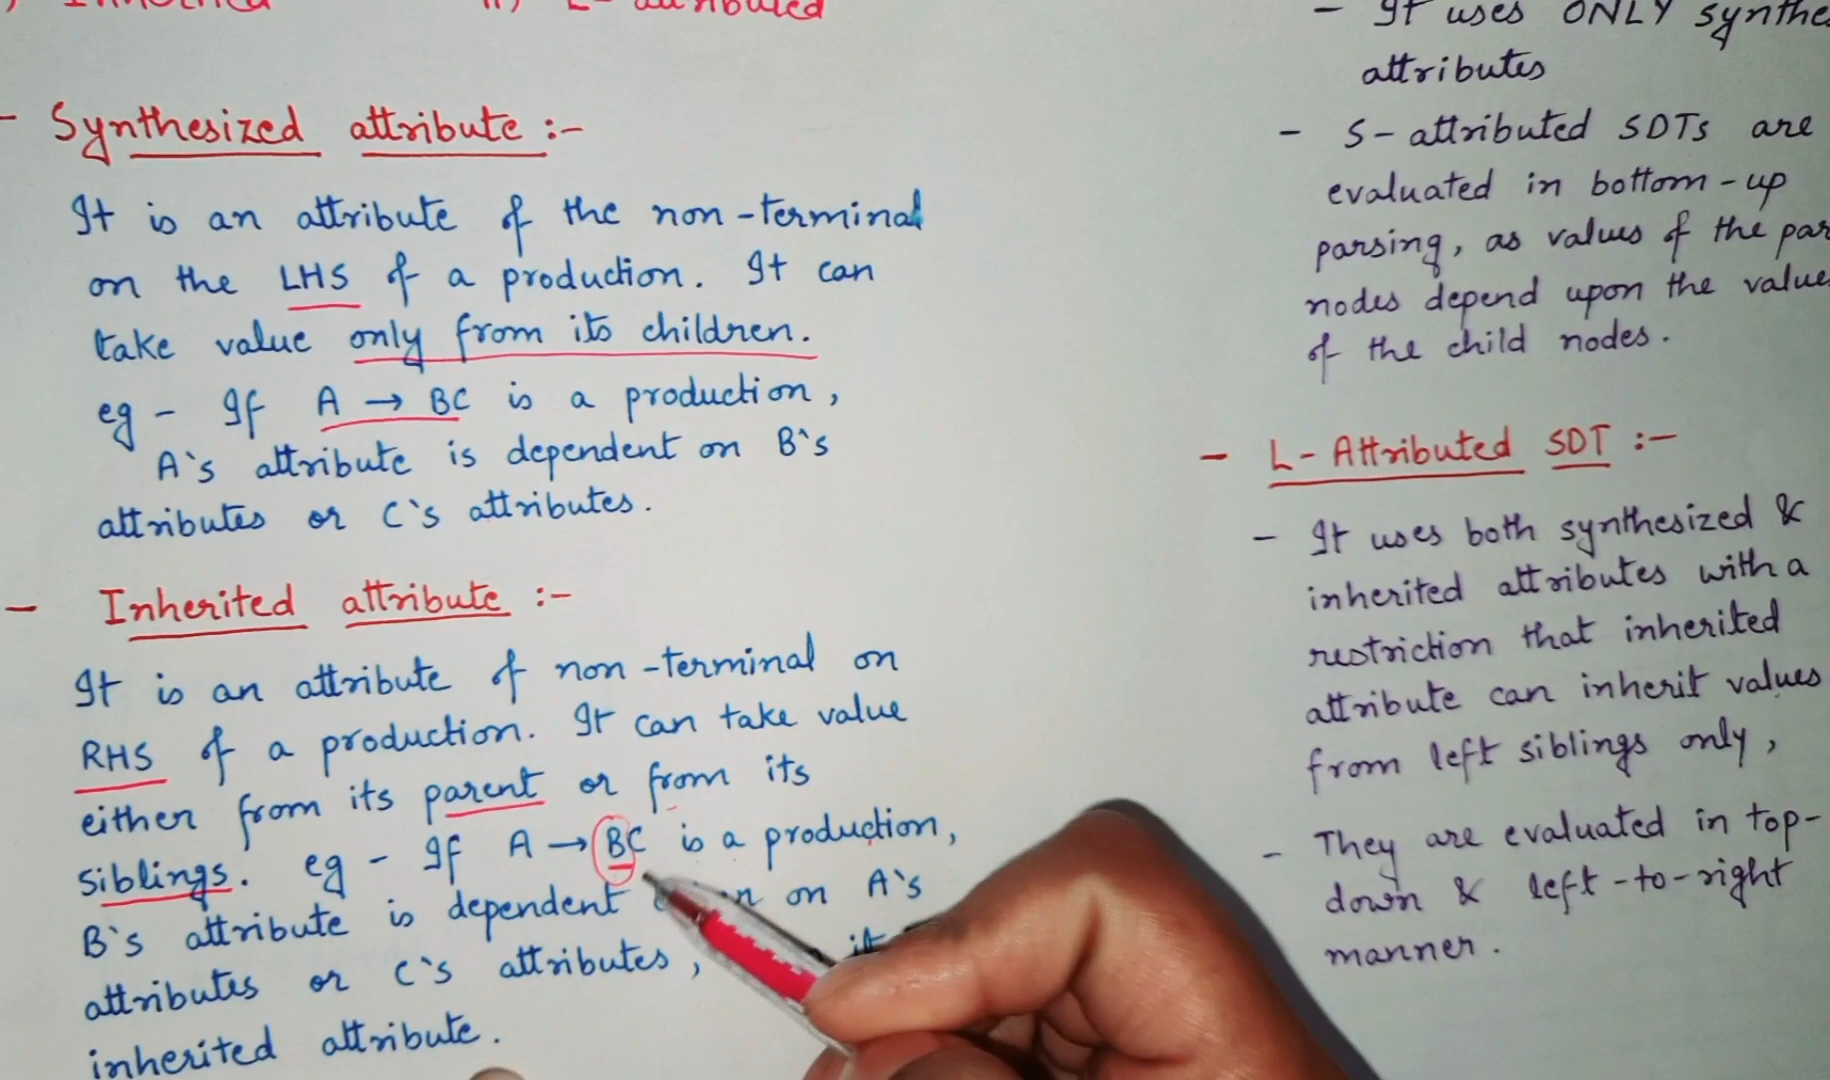 - Synthesized attribute :-
It is an attribute of the non-terminal
on the LHS of a production. It can
take value only from its children.
eg - If A → BC is a production,
A's attribute is dependent on B's
attributes or C's attributes.
- Inherited attribute :-
It is an attribute of non-terminal on
RHS of a production. It can take value
either from its parent or from its
siblings. eg - If A → BC is a production,
B's attribute is dependent on A's
attributes or C's attributes, it
inherited attribute.
- It uses ONLY
attributes
- S-attributed SDTs are
evaluated in bottom-up
parsing, as values of the
nodes depend upon the
of the child nodes.
- L-Attributed SDT :-
- It uses both synthesized &
inherited attributes with a
restriction that inherited
attribute can inherit values
from left siblings only,
- They are evaluated in top-
down & left-to-right
manner.